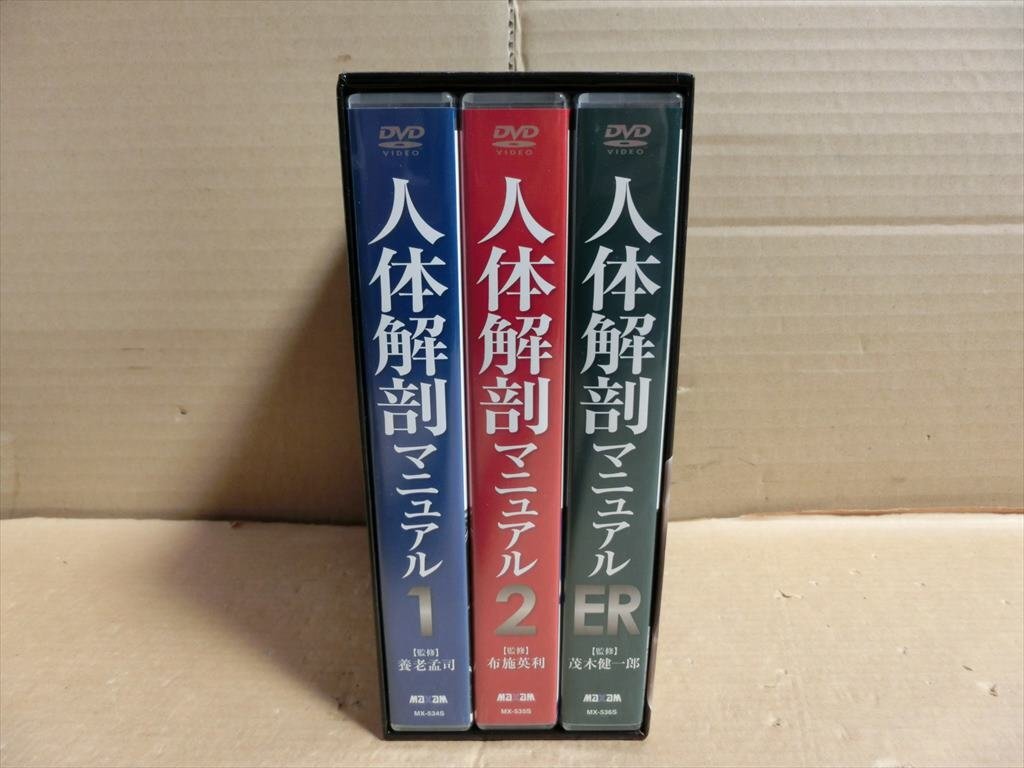 DVD
VIDEO
人体解剖マニュアル
1
【監修】
養老孟司
MAXAM
MX-534S
DVD
VIDEO
人体解剖マニュアル
2
【監修】
布施英利
MAXAM
MX-535S
DVD
VIDEO
人体解剖マニュアル
ER
【監修】
茂木健一郎
MAXAM
MX-536S